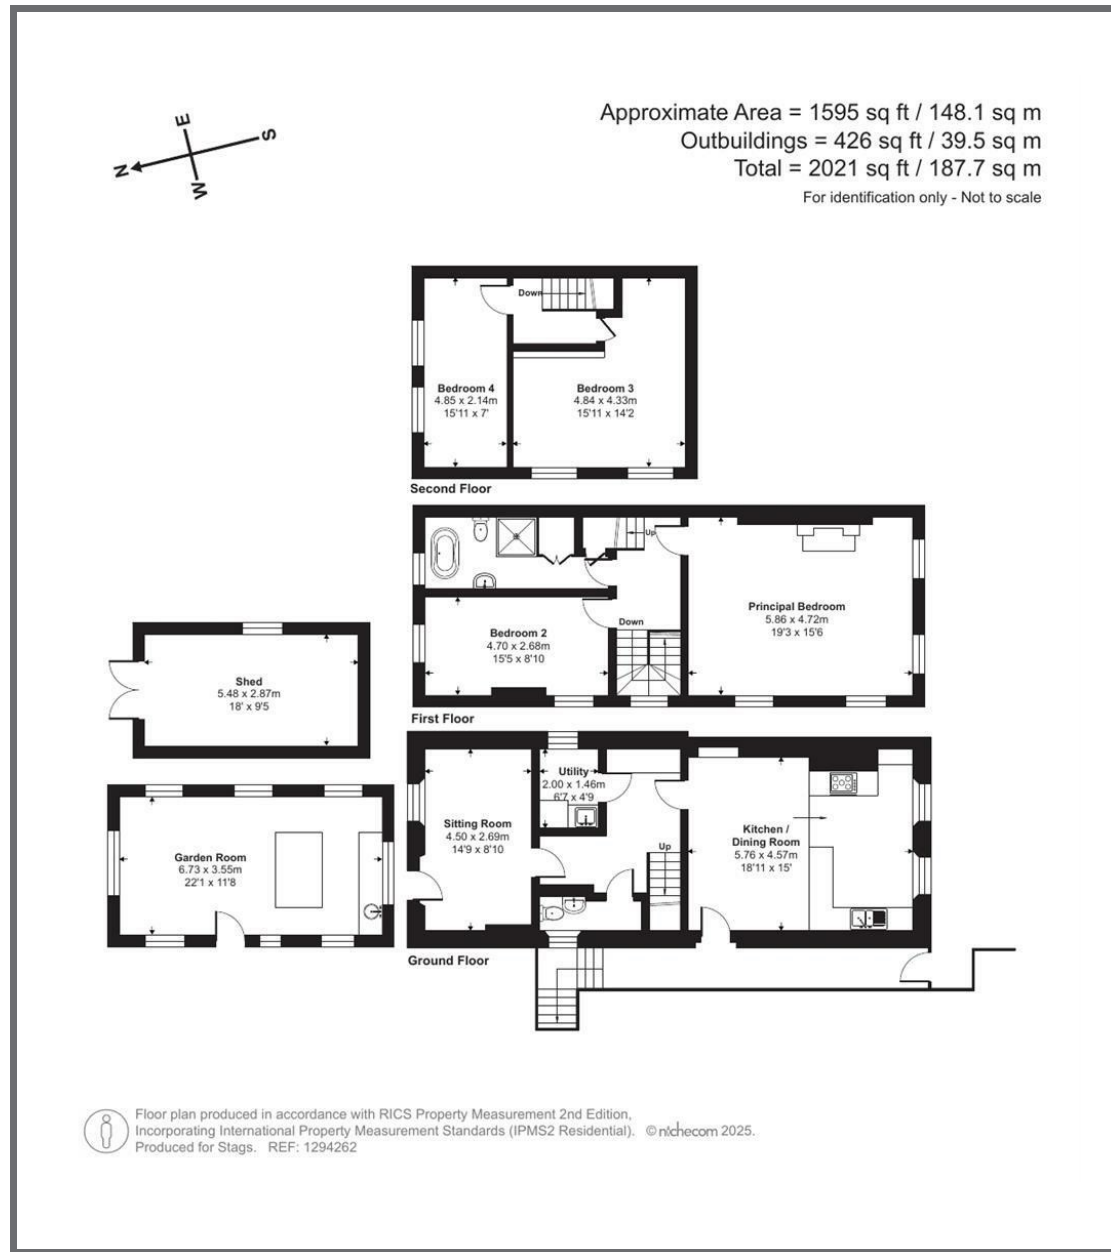 N
E
S
W
Approximate Area = 1595 sq ft / 148.1 sq m
Outbuildings = 426 sq ft / 39.5 sq m
Total = 2021 sq ft / 187.7 sq m
For identification only - Not to scale
Down
Bedroom 4
4.85 x 2.14m
15'11 x 7'
Bedroom 3
4.84 x 4.33m
15'11 x 14'2
Second Floor
Up
Principal Bedroom
5.86 x 4.72m
19'3 x 15'6
Bedroom 2
4.70 x 2.68m
15'5 x 8'10
Down
First Floor
Shed
5.48 x 2.87m
18' x 9'5
Utility
2.00 x 1.46m
6'7 x 4'9
Sitting Room
4.50 x 2.69m
14'9 x 8'10
Up
Kitchen /
Dining Room
5.76 x 4.57m
18'11 x 15'
Garden Room
6.73 x 3.55m
22'1 x 11'8
Ground Floor
Floor plan produced in accordance with RICS Property Measurement 2nd Edition,
Incorporating International Property Measurement Standards (IPMS2 Residential). © nichecom 2025.
Produced for Stags. REF: 1294262